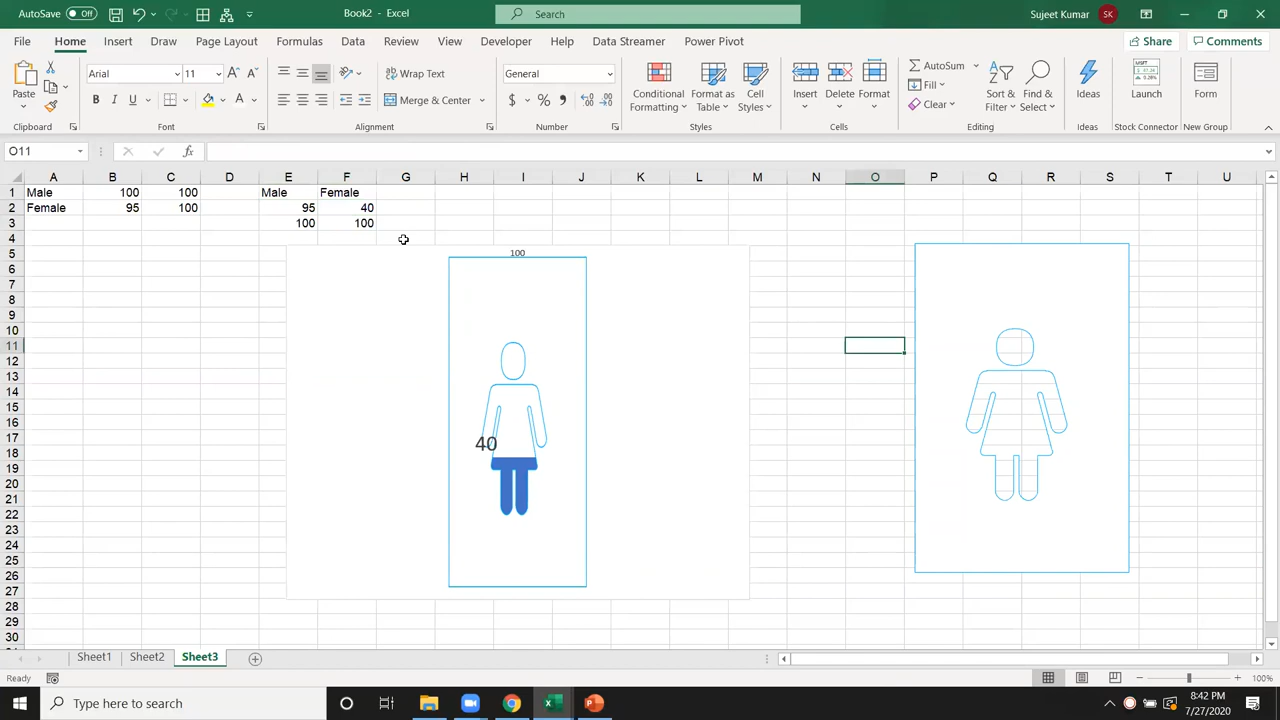 AutoSave Off Book2 - Excel Search Sujeet Kumar SK
File Home Insert Draw Page Layout Formulas Data Review View Developer Help Data Streamer Power Pivot Share Comments
Paste Arial 11 A A Wrap Text General Conditional Formatting Format as Table Cell Styles Insert Delete Format AutoSum Fill Clear Sort & Filter Find & Select Ideas Launch Form
B I U A Merge & Center $ % ,
Clipboard Font Alignment Number Styles Cells Editing Ideas Stock Connector New Group
O11 fx
A B C D E F G H I J K L M N O P Q R S T U
1 Male 100 100 Male Female
2 Female 95 100 95 40
3 100 100
4
5 100
6
7
8
9
10
11
12
13
14
15
16
17 40
18
19
20
21
22
23
24
25
26
27
28
29
30
Sheet1 Sheet2 Sheet3
Ready 100%
Type here to search 8:42 PM
7/27/2020